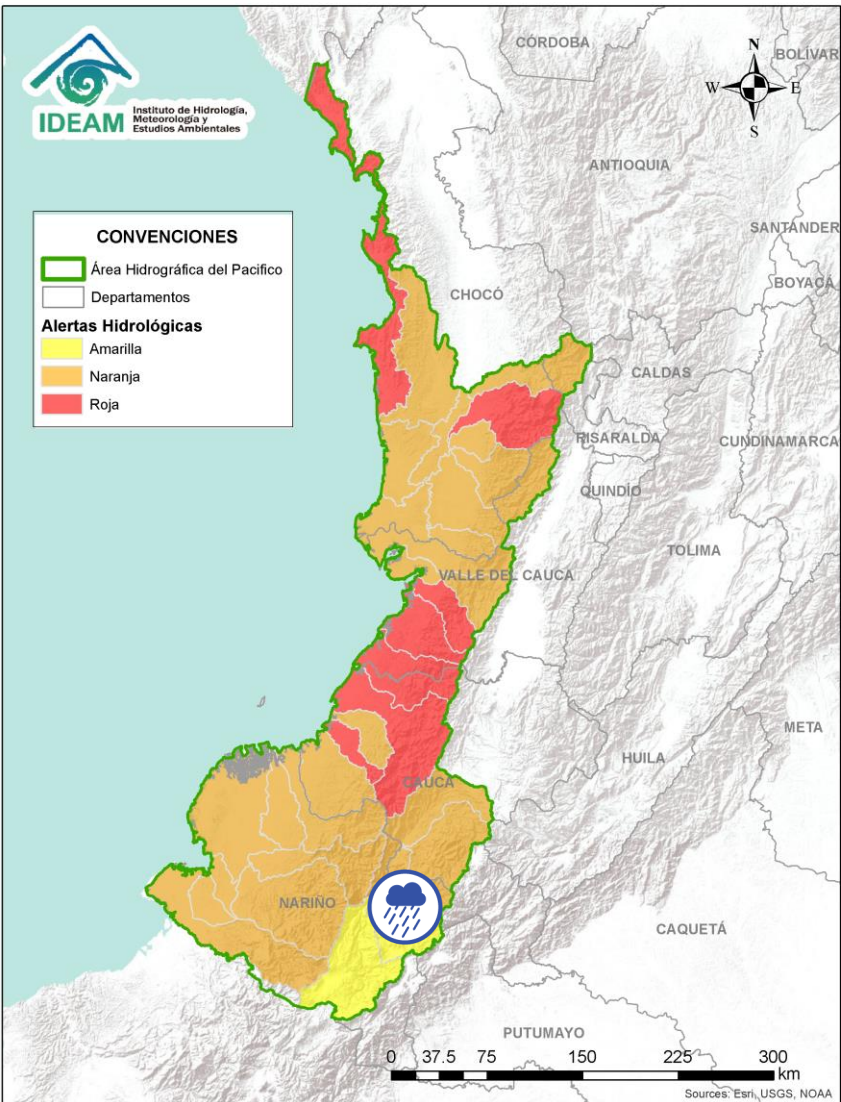 IDEAM
Instituto de Hidrología,
Meteorología y
Estudios Ambientales
N
W
E
S
CÓRDOBA
BOLIVAR
ANTIOQUIA
SANTANDER
BOYACÁ
CHOCÓ
CALDAS
RISARALDA
CUNDINAMARCA
QUINDÍO
TOLIMA
VALLE DEL CAUCA
META
HUILA
CAUCA
NARIÑO
CAQUETÁ
PUTUMAYO
CONVENCIONES
Área Hidrográfica del Pacifico
Departamentos
Alertas Hidrológicas
Amarilla
Naranja
Roja
0 37.5 75 150 225 300
km
Sources: Esri, USGS, NOAA